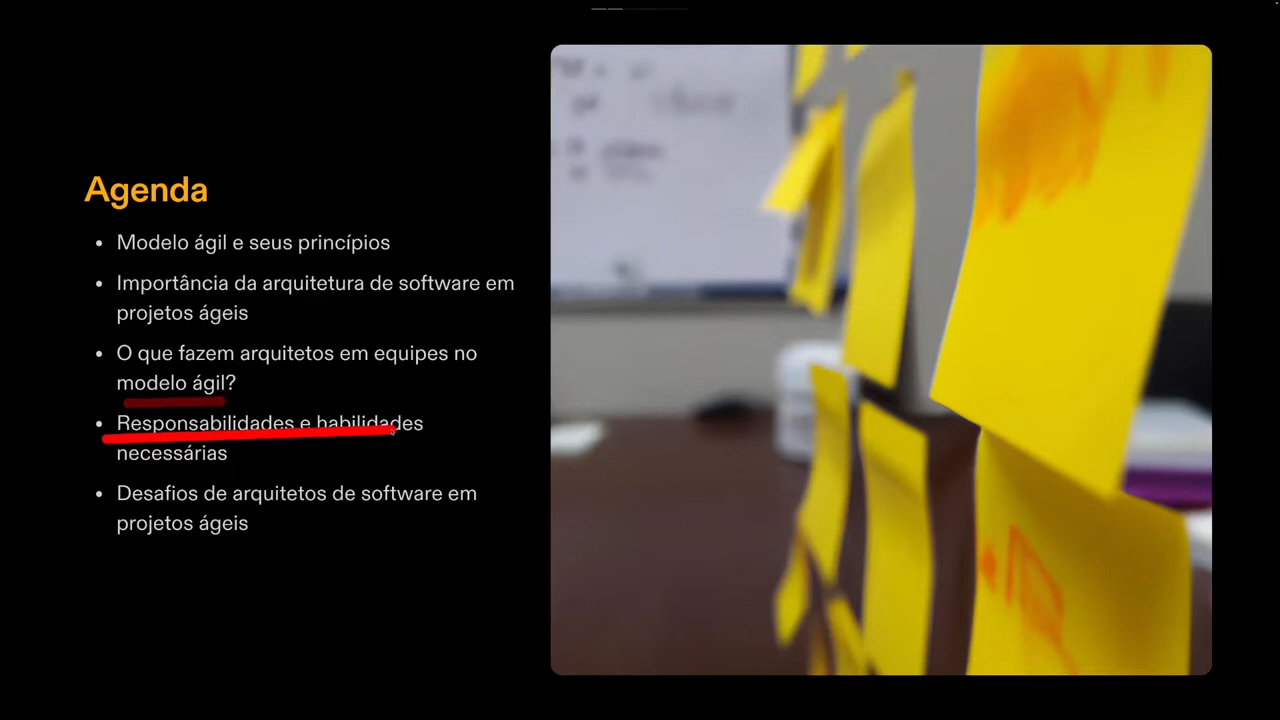 Agenda
• Modelo ágil e seus princípios
• Importância da arquitetura de software em
projetos ágeis
• O que fazem arquitetos em equipes no
modelo ágil?
• Responsabilidades e habilidades
necessárias
• Desafios de arquitetos de software em
projetos ágeis